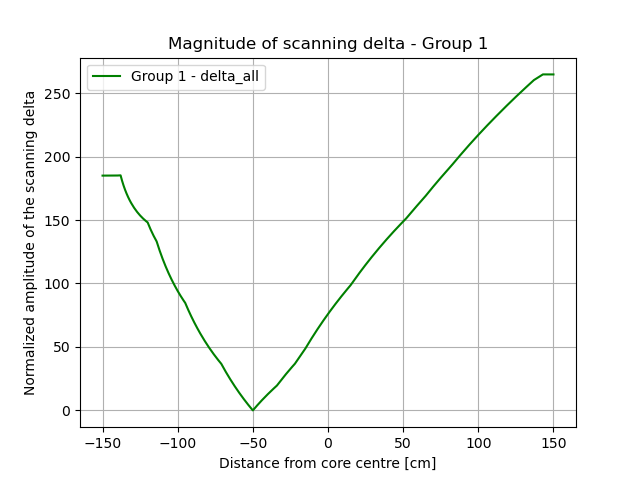 Magnitude of scanning delta - Group 1
Group 1 - delta_all
Normalized amplitude of the scanning delta
250
200
150
100
50
0
−150 −100 −50 0 50 100 150
Distance from core centre [cm]